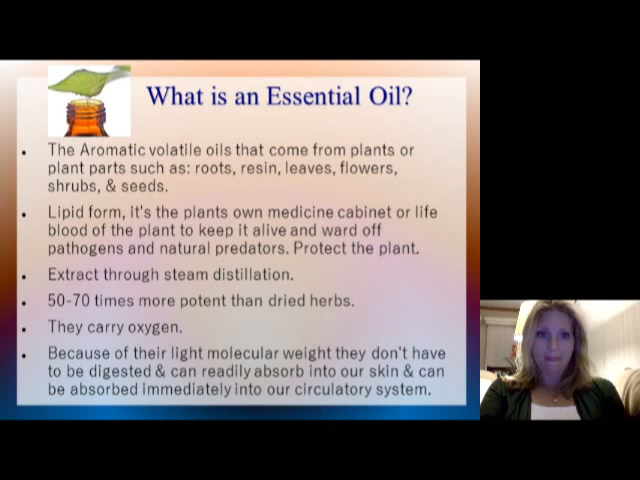 What is an Essential Oil?
• The Aromatic volatile oils that come from plants or
plant parts such as: roots, resin, leaves, flowers,
shrubs, & seeds.
• Lipid form, it's the plants own medicine cabinet or life
blood of the plant to keep it alive and ward off
pathogens and natural predators. Protect the plant.
• Extract through steam distillation.
• 50-70 times more potent than dried herbs.
• They carry oxygen.
• Because of their light molecular weight they don't have
to be digested & can readily absorb into our skin & can
be absorbed immediately into our circulatory system.